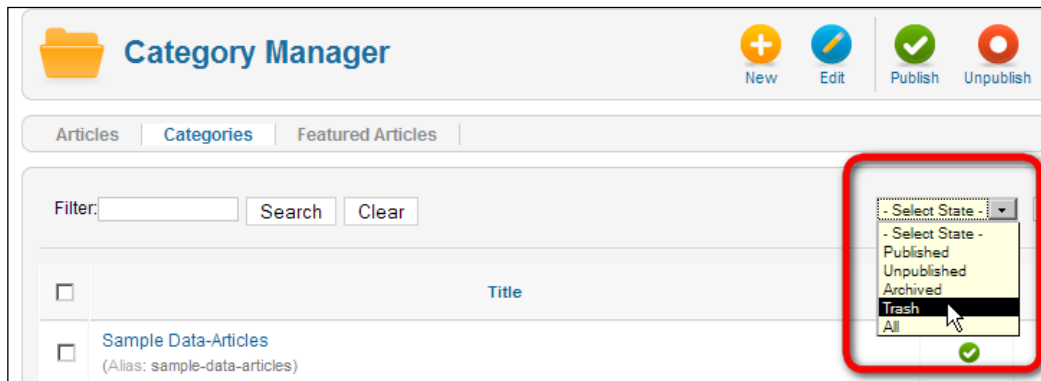 Category Manager
New Edit Publish Unpublish
Articles Categories Featured Articles
Filter: Search Clear - Select State -
- Select State -
Published
Unpublished
Archived
Trash
All
Title
Sample Data-Articles
(Alias: sample-data-articles)